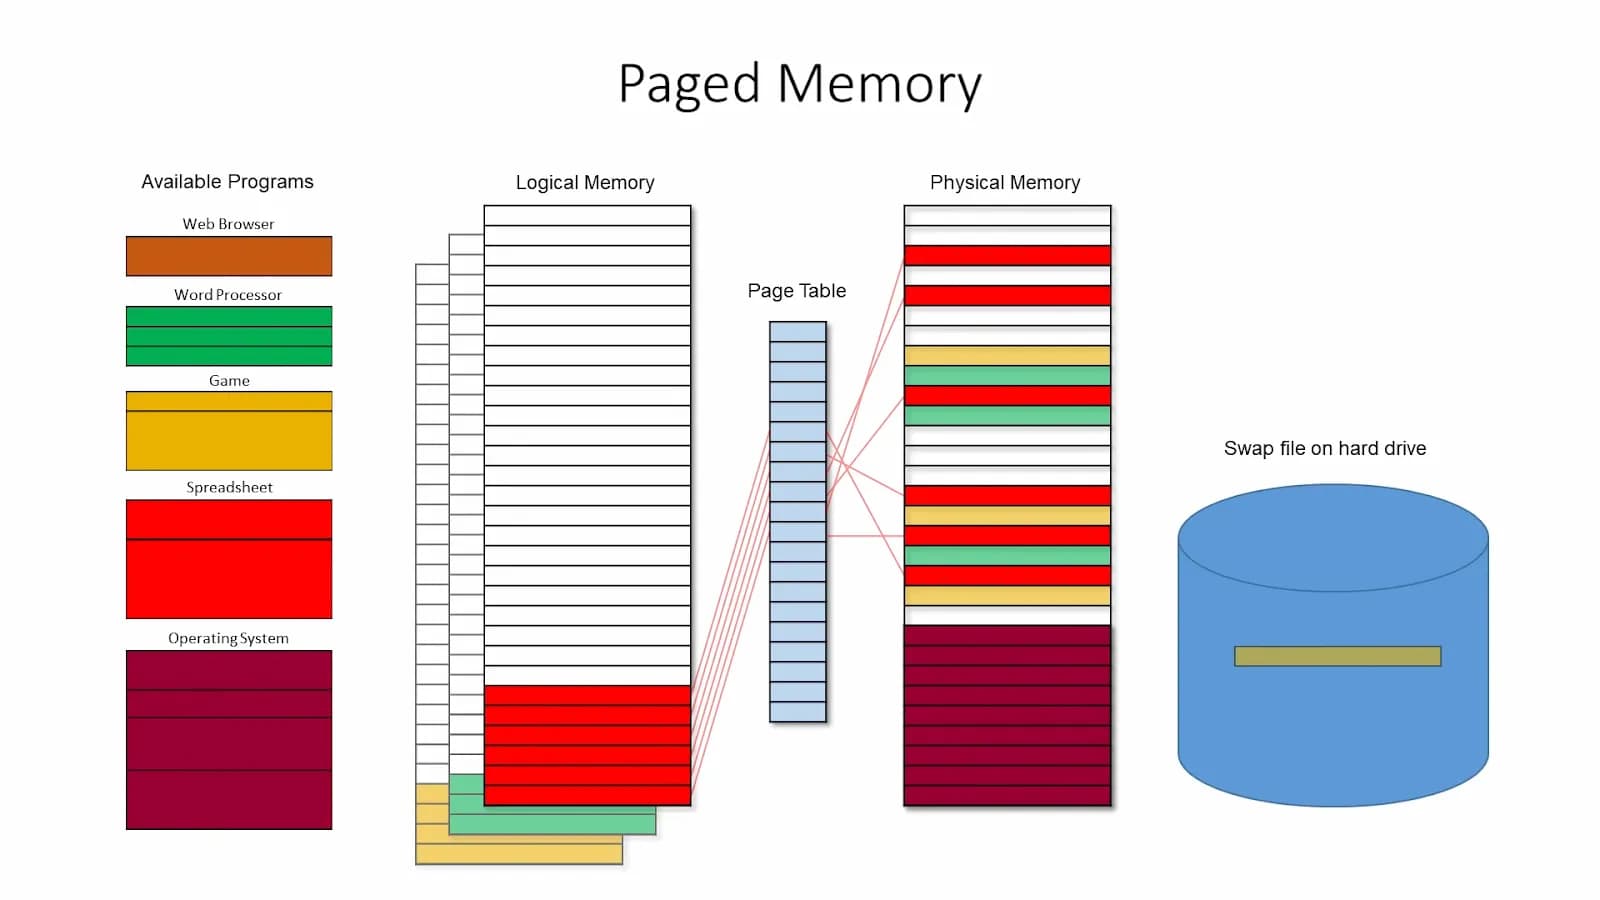 Paged Memory
Available Programs
Logical Memory
Physical Memory
Web Browser
Word Processor
Page Table
Game
Swap file on hard drive
Spreadsheet
Operating System